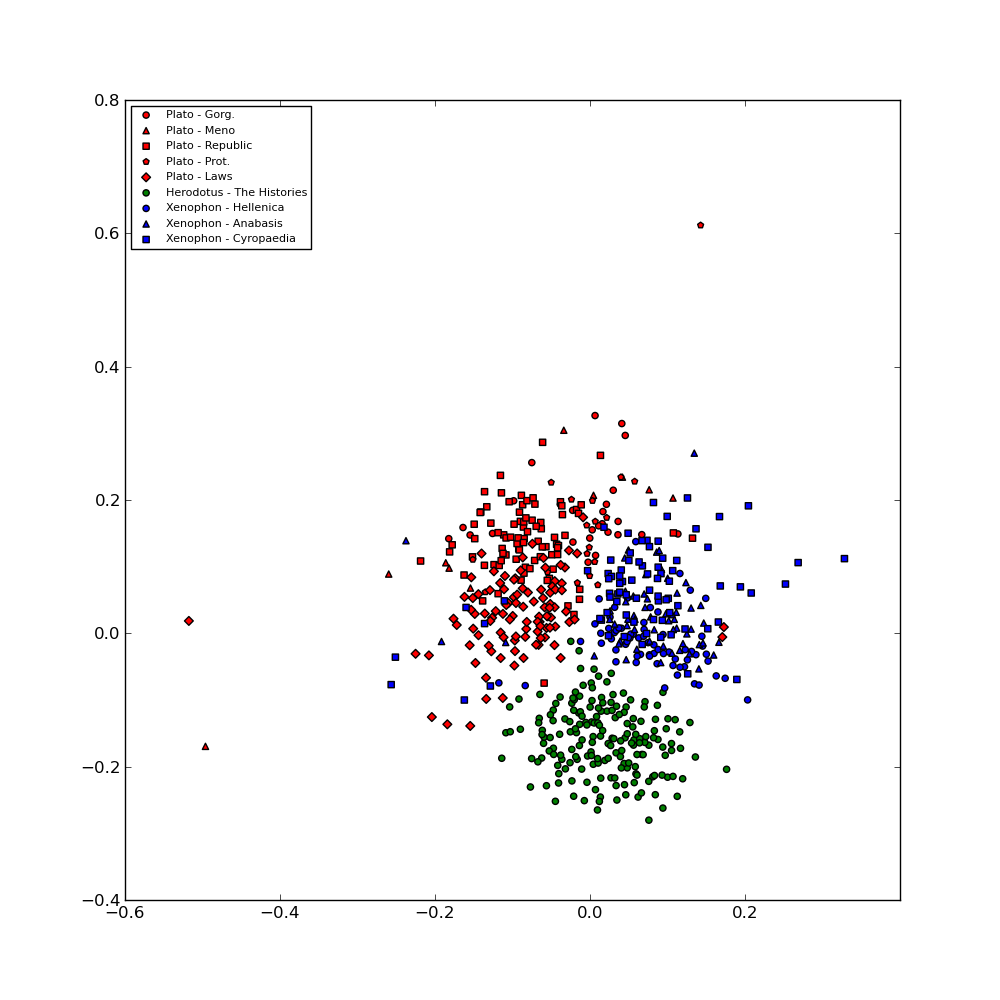 0.8
Plato - Gorg.
Plato - Meno
Plato - Republic
Plato - Prot.
Plato - Laws
Herodotus - The Histories
Xenophon - Hellenica
Xenophon - Anabasis
Xenophon - Cyropaedia
0.6
0.4
0.2
0.0
−0.2
−0.4
−0.6 −0.4 −0.2 0.0 0.2